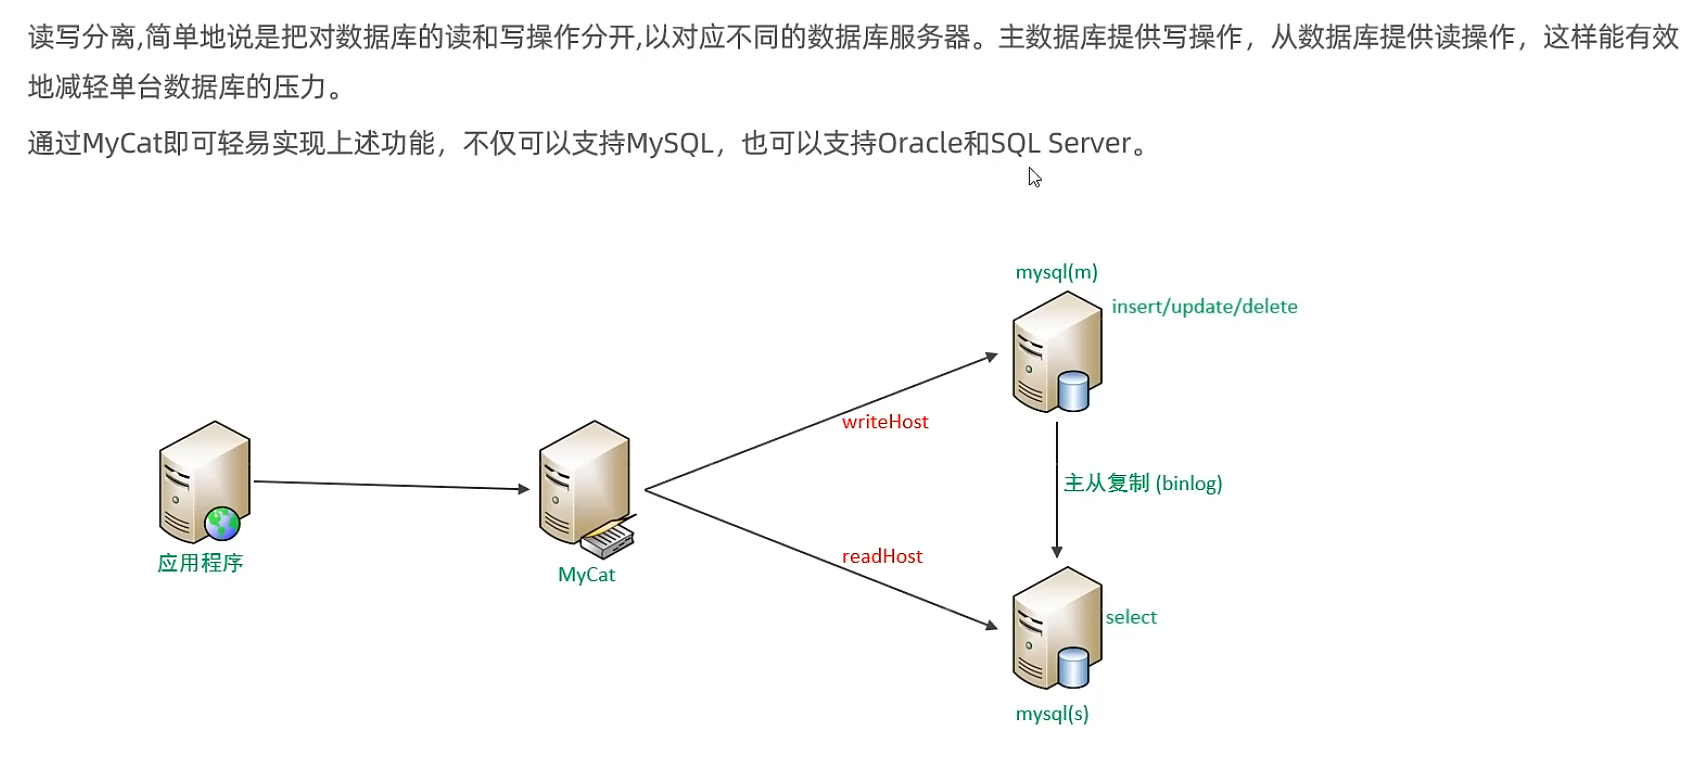 读写分离,简单地说是把对数据库的读和写操作分开,以对应不同的数据库服务器。主数据库提供写操作，从数据库提供读操作，这样能有效
地减轻单台数据库的压力。
通过MyCat即可轻易实现上述功能，不仅可以支持MySQL，也可以支持Oracle和SQL Server。
mysql(m)
insert/update/delete
writeHost
主从复制 (binlog)
应用程序
MyCat
readHost
select
mysql(s)